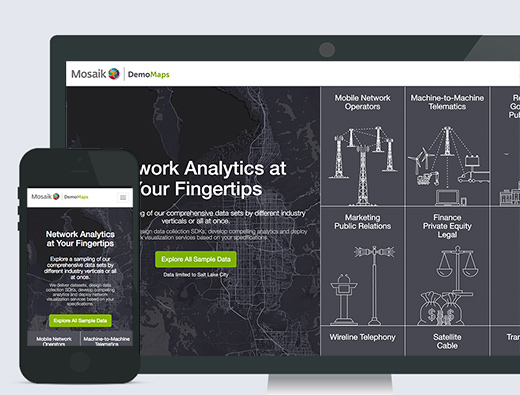 Mosaik DemoMaps
work Analytics at
Your Fingertips
ing of our comprehensive data sets by different industry
verticals or all at once.
design data collection SDKs, develop compelling analytics and deploy
work visualization services based on your specifications.
Explore All Sample Data
Data limited to Salt Lake City
Mobile Network
Operators
Machine-to-Machine
Telematics
Marketing
Public Relations
Finance
Private Equity
Legal
Wireline Telephony
Satellite
Cable
Mosaik DemoMaps
Network Analytics
at Your Fingertips
Explore a sampling of our
comprehensive data sets by
different industry verticals or all
at once.
We deliver datasets, design data
collection SDKs, develop compelling
analytics and deploy network
visualization services based on your
specifications.
Explore All Sample Data
Mobile Network
Operators
Machine-to-Machine
Telematics